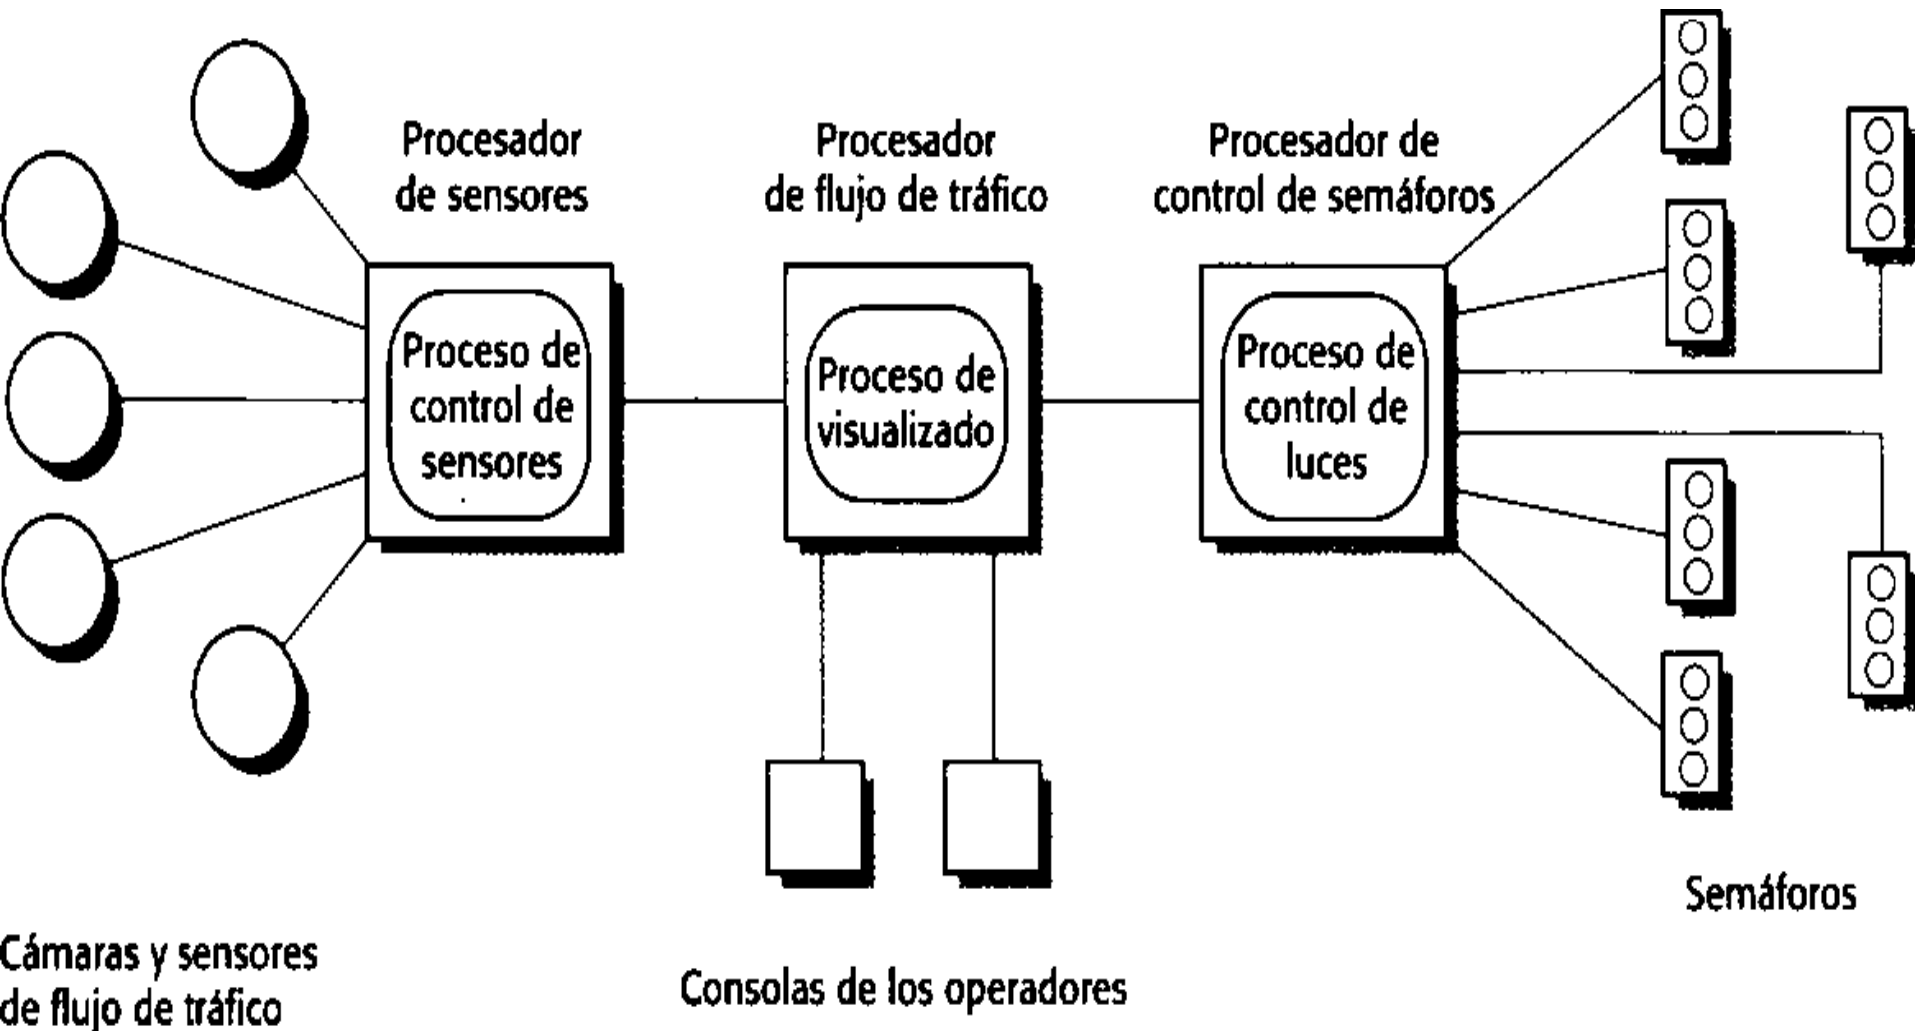 Procesador
de sensores
Procesador
de flujo de tráfico
Procesador de
control de semáforos
Proceso de
control de
sensores
Proceso de
visualizado
Proceso de
control de
luces
Semáforos
Cámaras y sensores
de flujo de tráfico
Consolas de los operadores